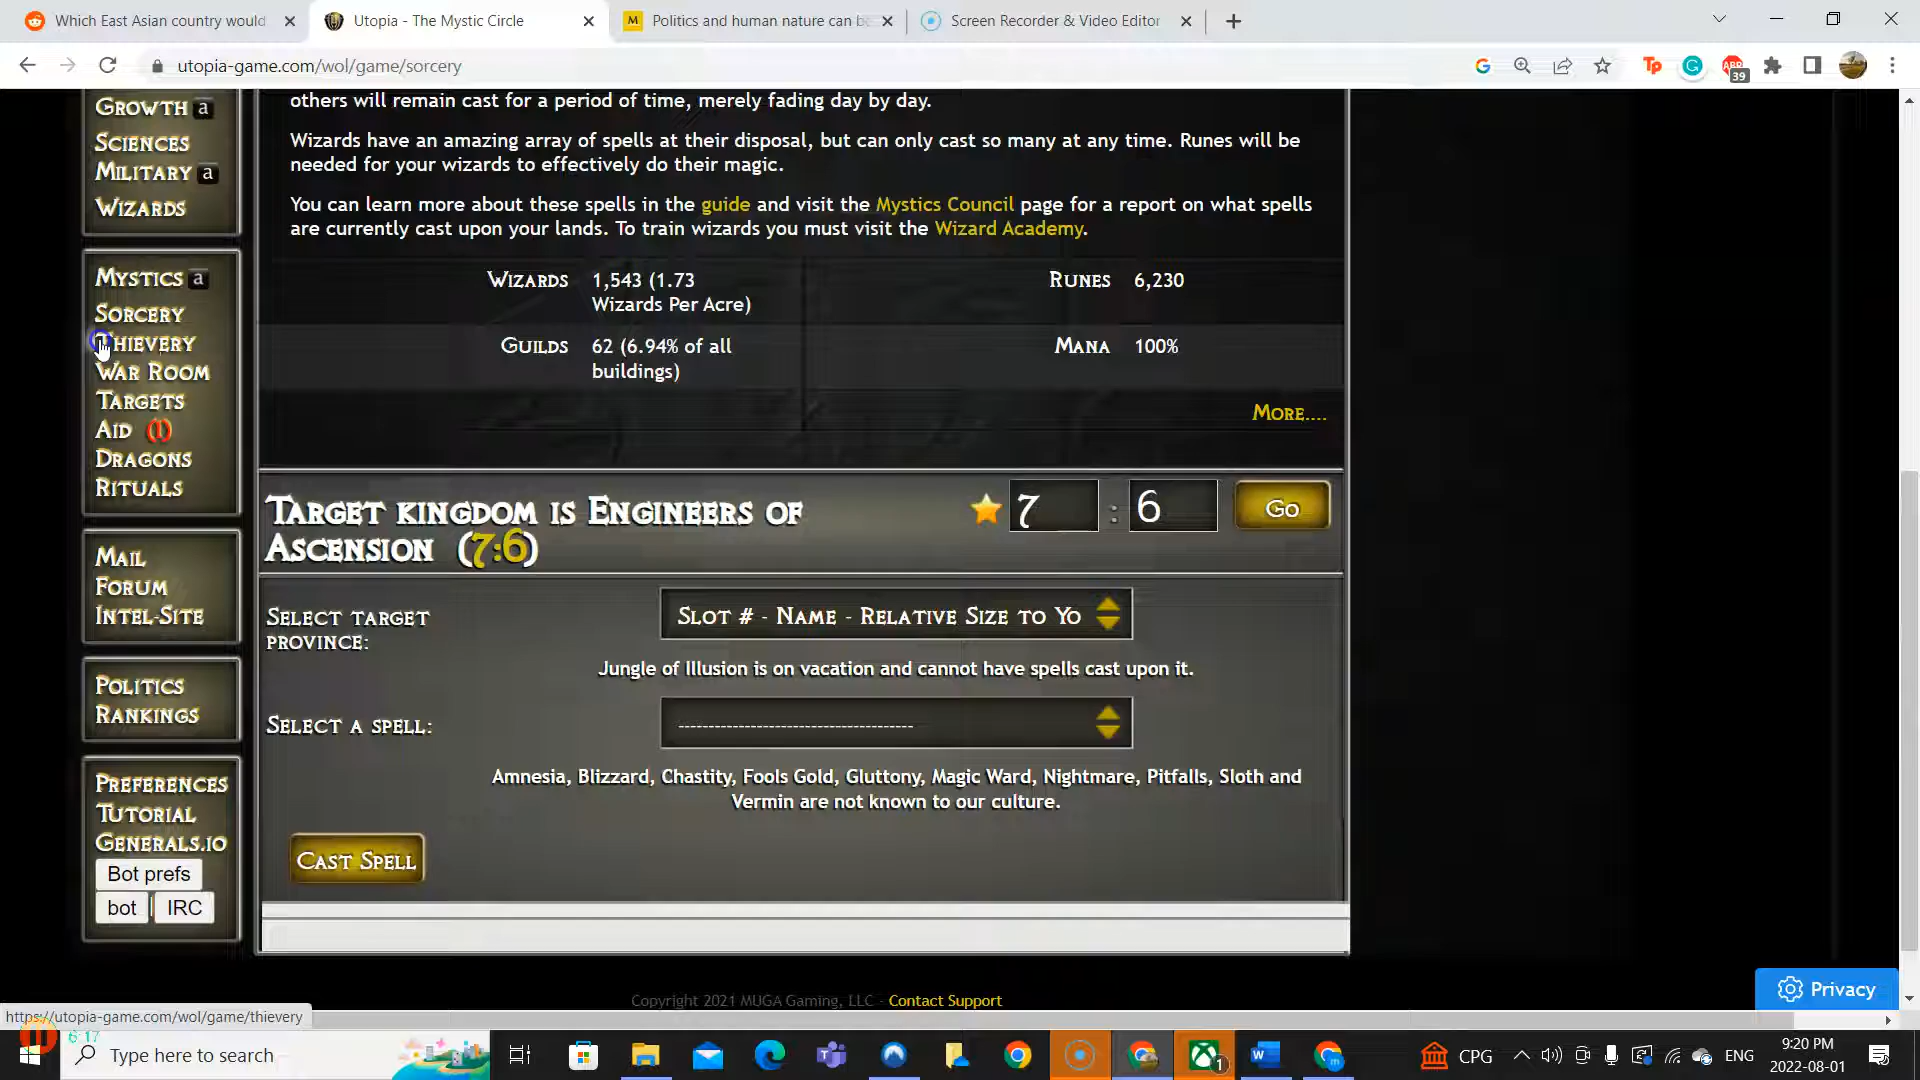 Which East Asian country would
Utopia - The Mystic Circle
Politics and human nature can be
Screen Recorder & Video Editor
utopia-game.com/wol/game/sorcery
39
Growth a
Sciences
Military a
Wizards
Mystics a
Sorcery
Thievery
War Room
Targets
Aid (1)
Dragons
Rituals
Mail
Forum
Intel-Site
Politics
Rankings
Preferences
Tutorial
Generals.io
Bot prefs
bot | IRC
others will remain cast for a period of time, merely fading day by day.
Wizards have an amazing array of spells at their disposal, but can only cast so many at any time. Runes will be
needed for your wizards to effectively do their magic.
You can learn more about these spells in the guide and visit the Mystics Council page for a report on what spells
are currently cast upon your lands. To train wizards you must visit the Wizard Academy.
Wizards 1,543 (1.73
Wizards Per Acre)
Runes 6,230
Guilds 62 (6.94% of all
buildings)
Mana 100%
More....
Target kingdom is Engineers of
Ascension (7:6)
7 : 6 Go
Select target
province:
Slot # - Name - Relative Size to Yo
Jungle of Illusion is on vacation and cannot have spells cast upon it.
Select a spell:
---------------------------------------
Amnesia, Blizzard, Chastity, Fools Gold, Gluttony, Magic Ward, Nightmare, Pitfalls, Sloth and
Vermin are not known to our culture.
Cast Spell
Copyright 2021 MUGA Gaming, LLC - Contact Support
Privacy
https://utopia-game.com/wol/game/thievery
6:17
Type here to search
1
CPG
ENG
9:20 PM
2022-08-01